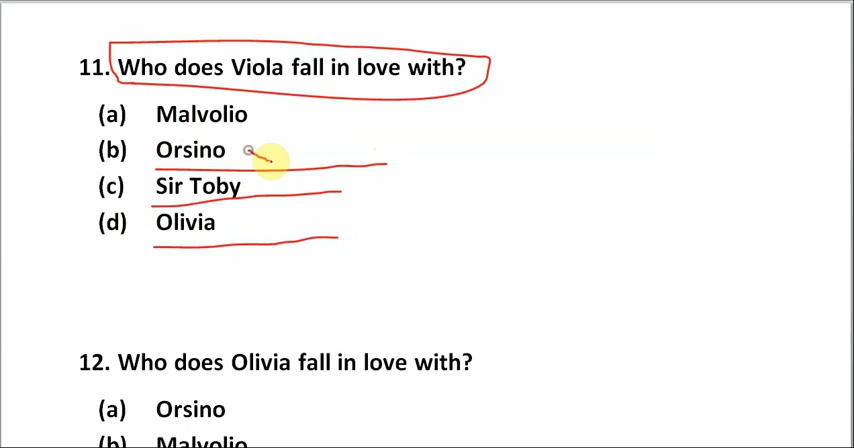 11. Who does Viola fall in love with?
(a) Malvolio
(b) Orsino
(c) Sir Toby
(d) Olivia
12. Who does Olivia fall in love with?
(a) Orsino
(b) Malvolio